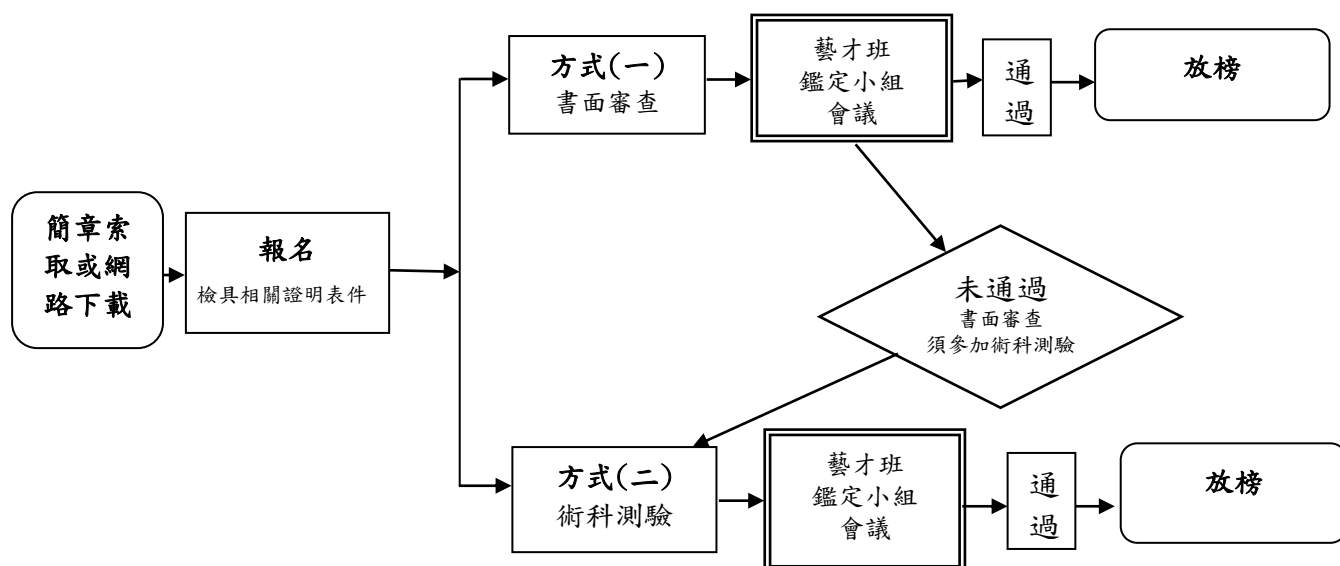 簡章索
取或網
路下載
報名
檢具相關證明表件
方式(一)
書面審查
藝才班
鑑定小組
會議
通
過
放榜
未通過
書面審查
須參加術科測驗
方式(二)
術科測驗
藝才班
鑑定小組
會議
通
過
放榜